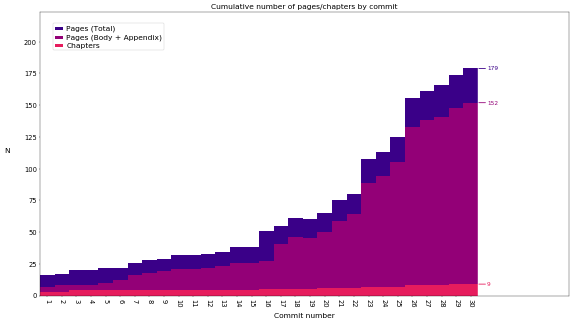 Cumulative number of pages/chapters by commit
Pages (Total)
Pages (Body + Appendix)
Chapters
200
175
150
125
100
75
50
25
0
N
179
152
9
1 2 3 4 5 6 7 8 9 10 11 12 13 14 15 16 17 18 19 20 21 22 23 24 25 26 27 28 29 30
Commit number